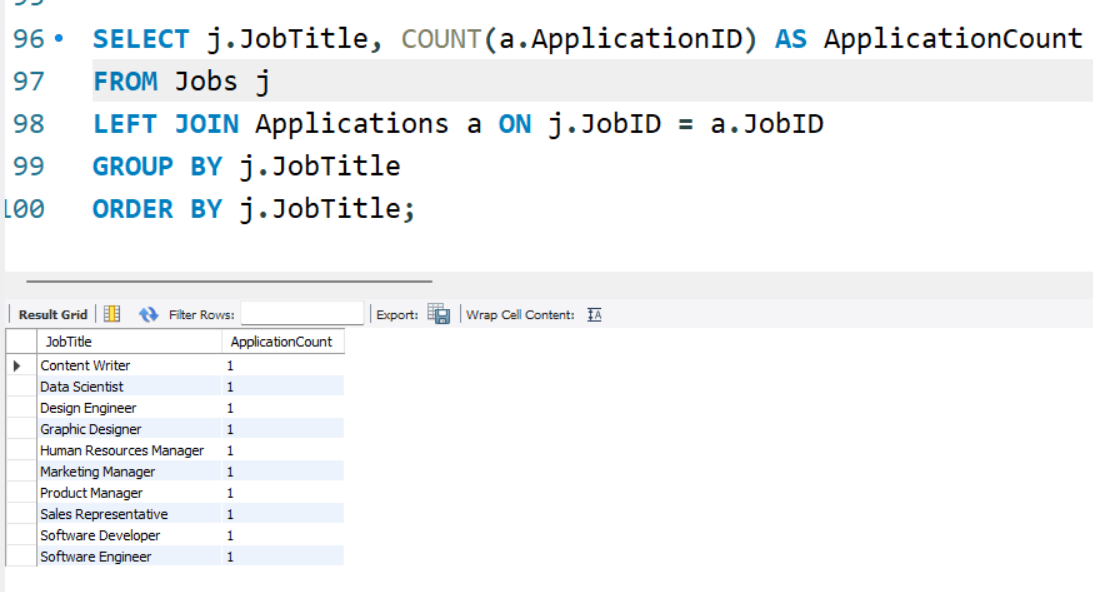 96 SELECT j.JobTitle, COUNT(a.ApplicationID) AS ApplicationCount
97 FROM Jobs j
98 LEFT JOIN Applications a ON j.JobID = a.JobID
99 GROUP BY j.JobTitle
100 ORDER BY j.JobTitle;
Result Grid Filter Rows: Export: Wrap Cell Content:
JobTitle ApplicationCount
Content Writer 1
Data Scientist 1
Design Engineer 1
Graphic Designer 1
Human Resources Manager 1
Marketing Manager 1
Product Manager 1
Sales Representative 1
Software Developer 1
Software Engineer 1